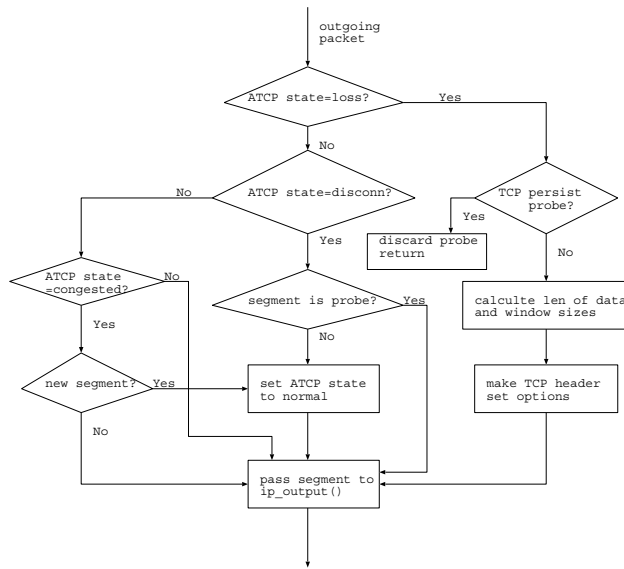 outgoing
packet
ATCP state=loss?
Yes
No
ATCP state=disconn?
No
TCP persist
probe?
Yes
Yes
discard probe
return
No
ATCP state
=congested?
No
segment is probe?
Yes
calculte len of data
and window sizes
Yes
No
new segment?
Yes
set ATCP state
to normal
make TCP header
set options
No
pass segment to
ip_output()